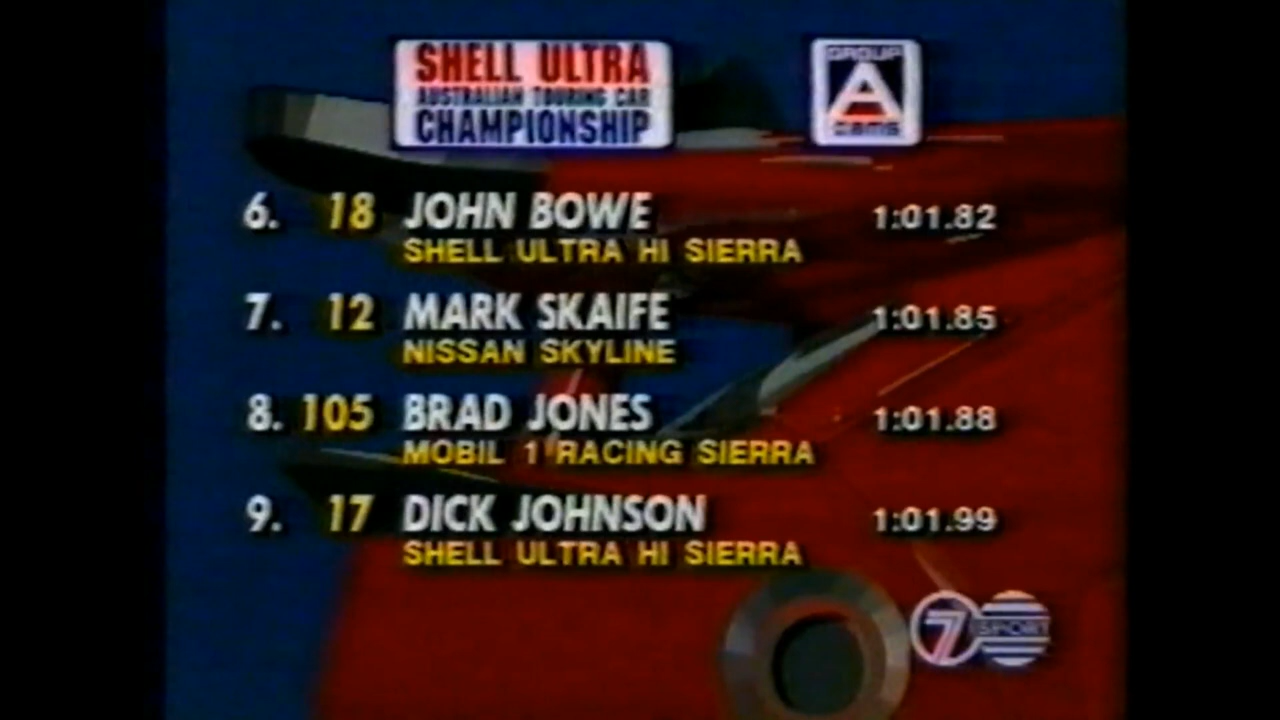 SHELL ULTRA
AUSTRALIAN TOURING CAR
CHAMPIONSHIP
GROUP
A
CAMS
6. 18 JOHN BOWE 1:01.82
SHELL ULTRA HI SIERRA
7. 12 MARK SKAIFE 1:01.85
NISSAN SKYLINE
8. 105 BRAD JONES 1:01.88
MOBIL 1 RACING SIERRA
9. 17 DICK JOHNSON 1:01.99
SHELL ULTRA HI SIERRA
7 SPORT